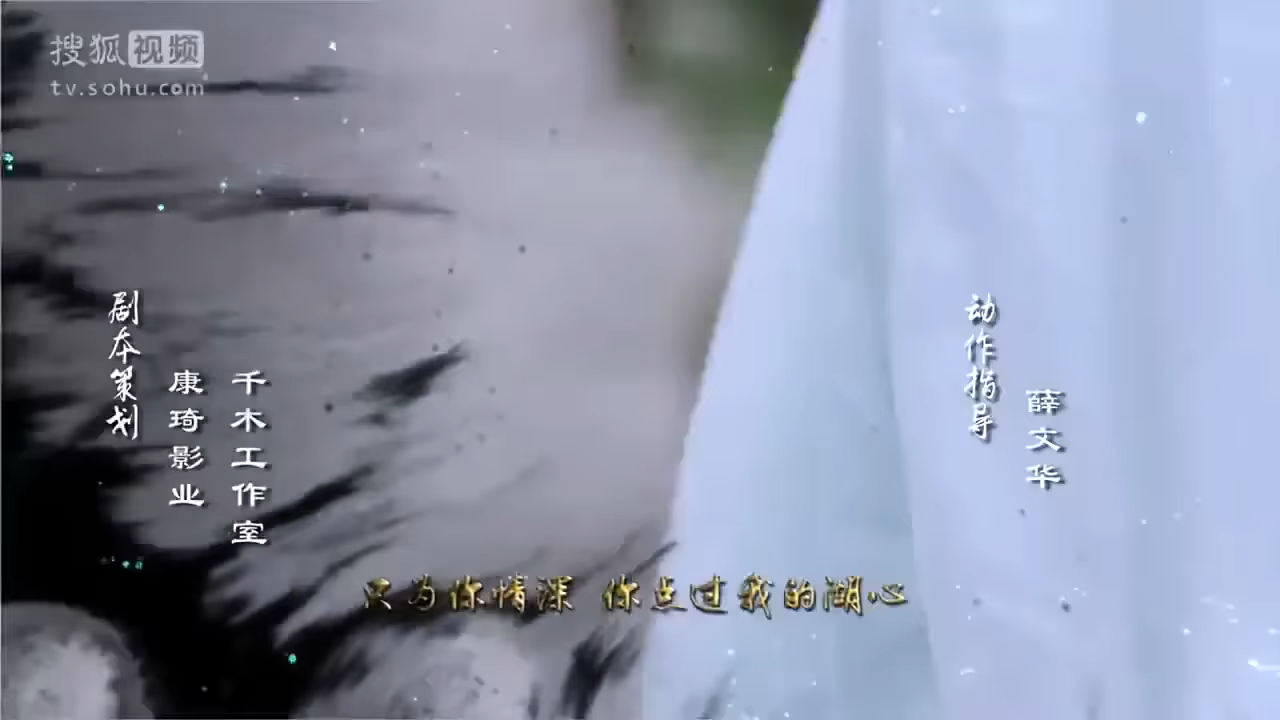 搜狐视频
tv.sohu.com
剧本策划
康琦影业
千木工作室
动作指导
薛文华
只为你情深 你点过我的湖心